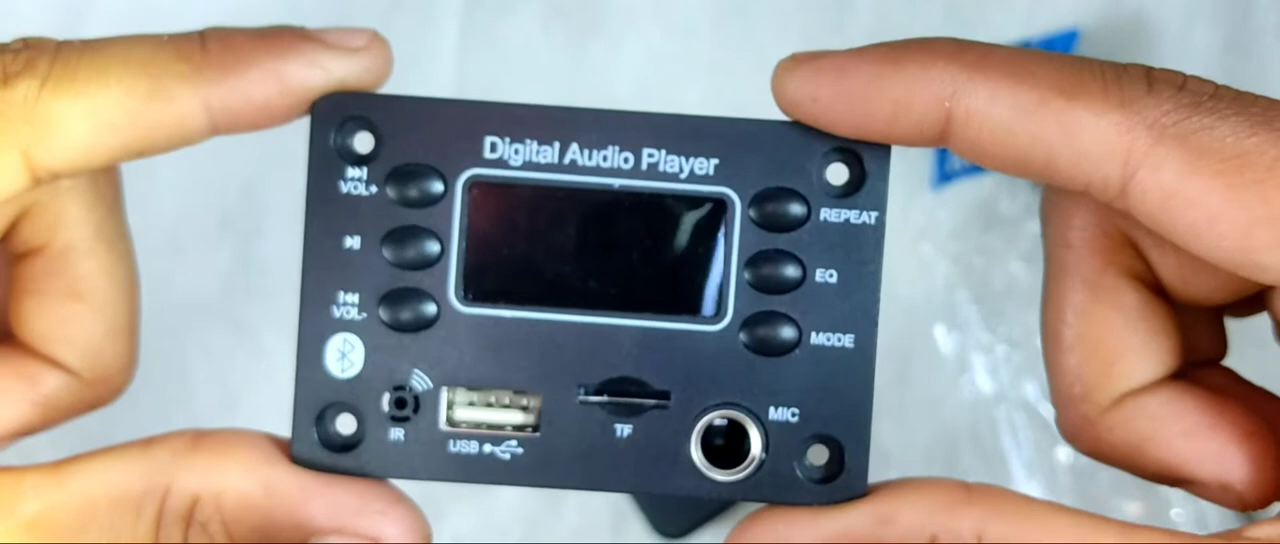 Digital Audio Player
VOL+
VOL-
REPEAT
EQ
MODE
IR
USB
TF
MIC